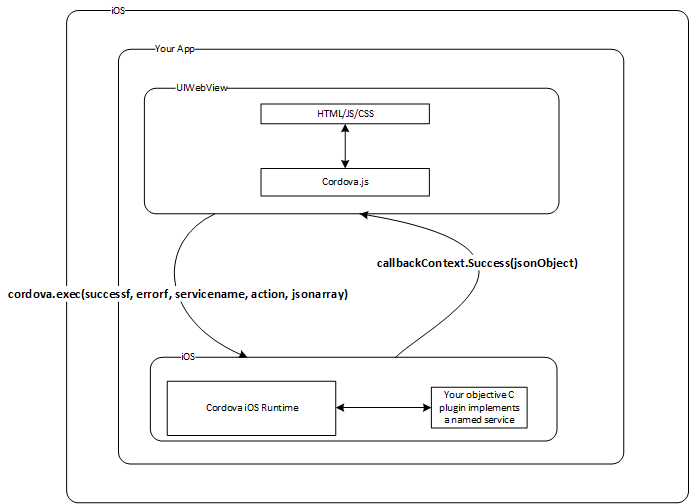 iOS
Your App
UIWebView
HTML/JS/CSS
Cordova.js
callbackContext.Success(jsonObject)
cordova.exec(successf, errorf, servicename, action, jsonarray)
iOS
Cordova iOS Runtime
Your objective C
plugin implements
a named service